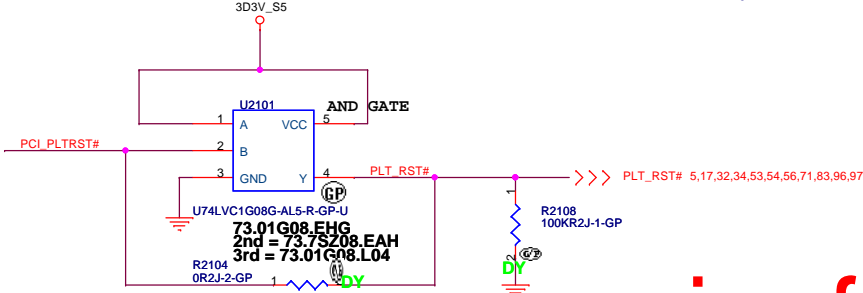 3D3V_S5
U2101
AND GATE
1 A VCC 5
PCI_PLTRST#
2 B
3 GND Y 4
PLT_RST#
PLT_RST# 5,17,32,34,53,54,56,71,83,96,97
GP
U74LVC1G08G-AL5-R-GP-U
73.01G08.EHG
2nd = 73.7SZ08.EAH
3rd = 73.01G08.L04
1
R2108
100KR2J-1-GP
2
DY
R2104
0R2J-2-GP
1
DY